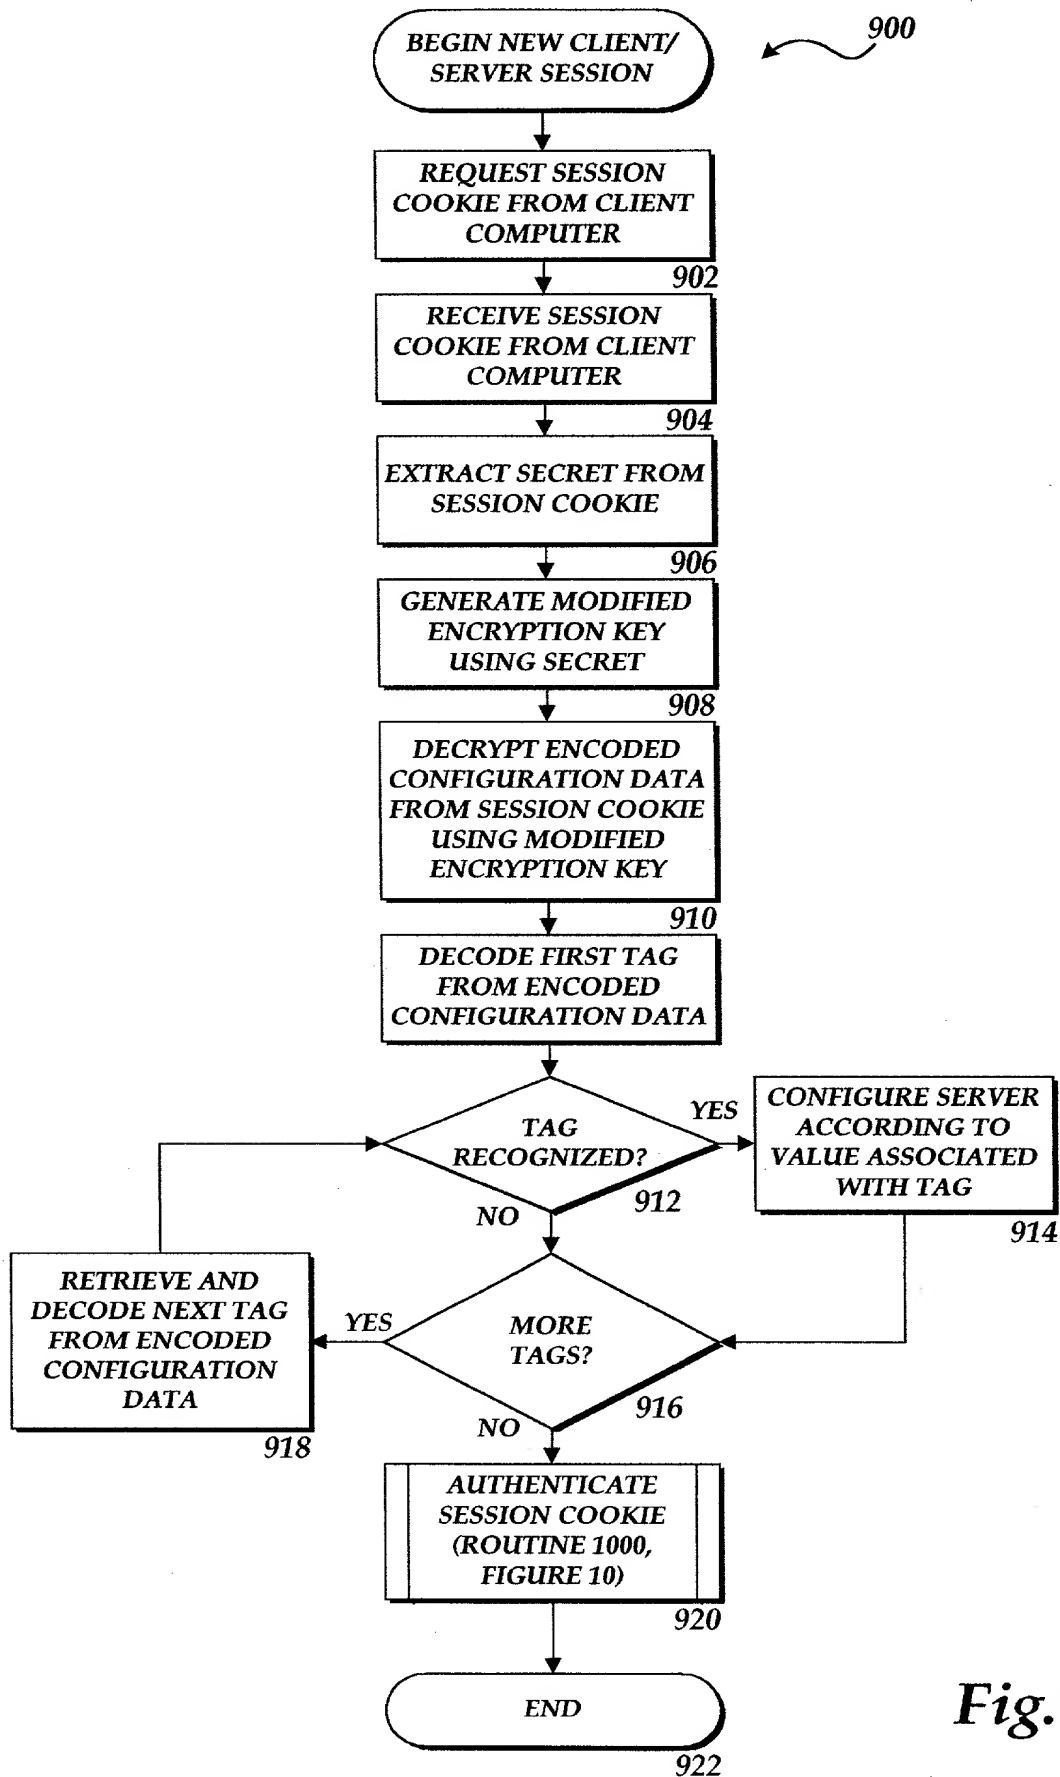 BEGIN NEW CLIENT/
SERVER SESSION
900
REQUEST SESSION
COOKIE FROM CLIENT
COMPUTER
902
RECEIVE SESSION
COOKIE FROM CLIENT
COMPUTER
904
EXTRACT SECRET FROM
SESSION COOKIE
906
GENERATE MODIFIED
ENCRYPTION KEY
USING SECRET
908
DECRYPT ENCODED
CONFIGURATION DATA
FROM SESSION COOKIE
USING MODIFIED
ENCRYPTION KEY
910
DECODE FIRST TAG
FROM ENCODED
CONFIGURATION DATA
TAG
RECOGNIZED?
912
YES
NO
CONFIGURE SERVER
ACCORDING TO
VALUE ASSOCIATED
WITH TAG
914
MORE
TAGS?
916
YES
NO
RETRIEVE AND
DECODE NEXT TAG
FROM ENCODED
CONFIGURATION
DATA
918
AUTHENTICATE
SESSION COOKIE
(ROUTINE 1000,
FIGURE 10)
920
END
922
Fig.